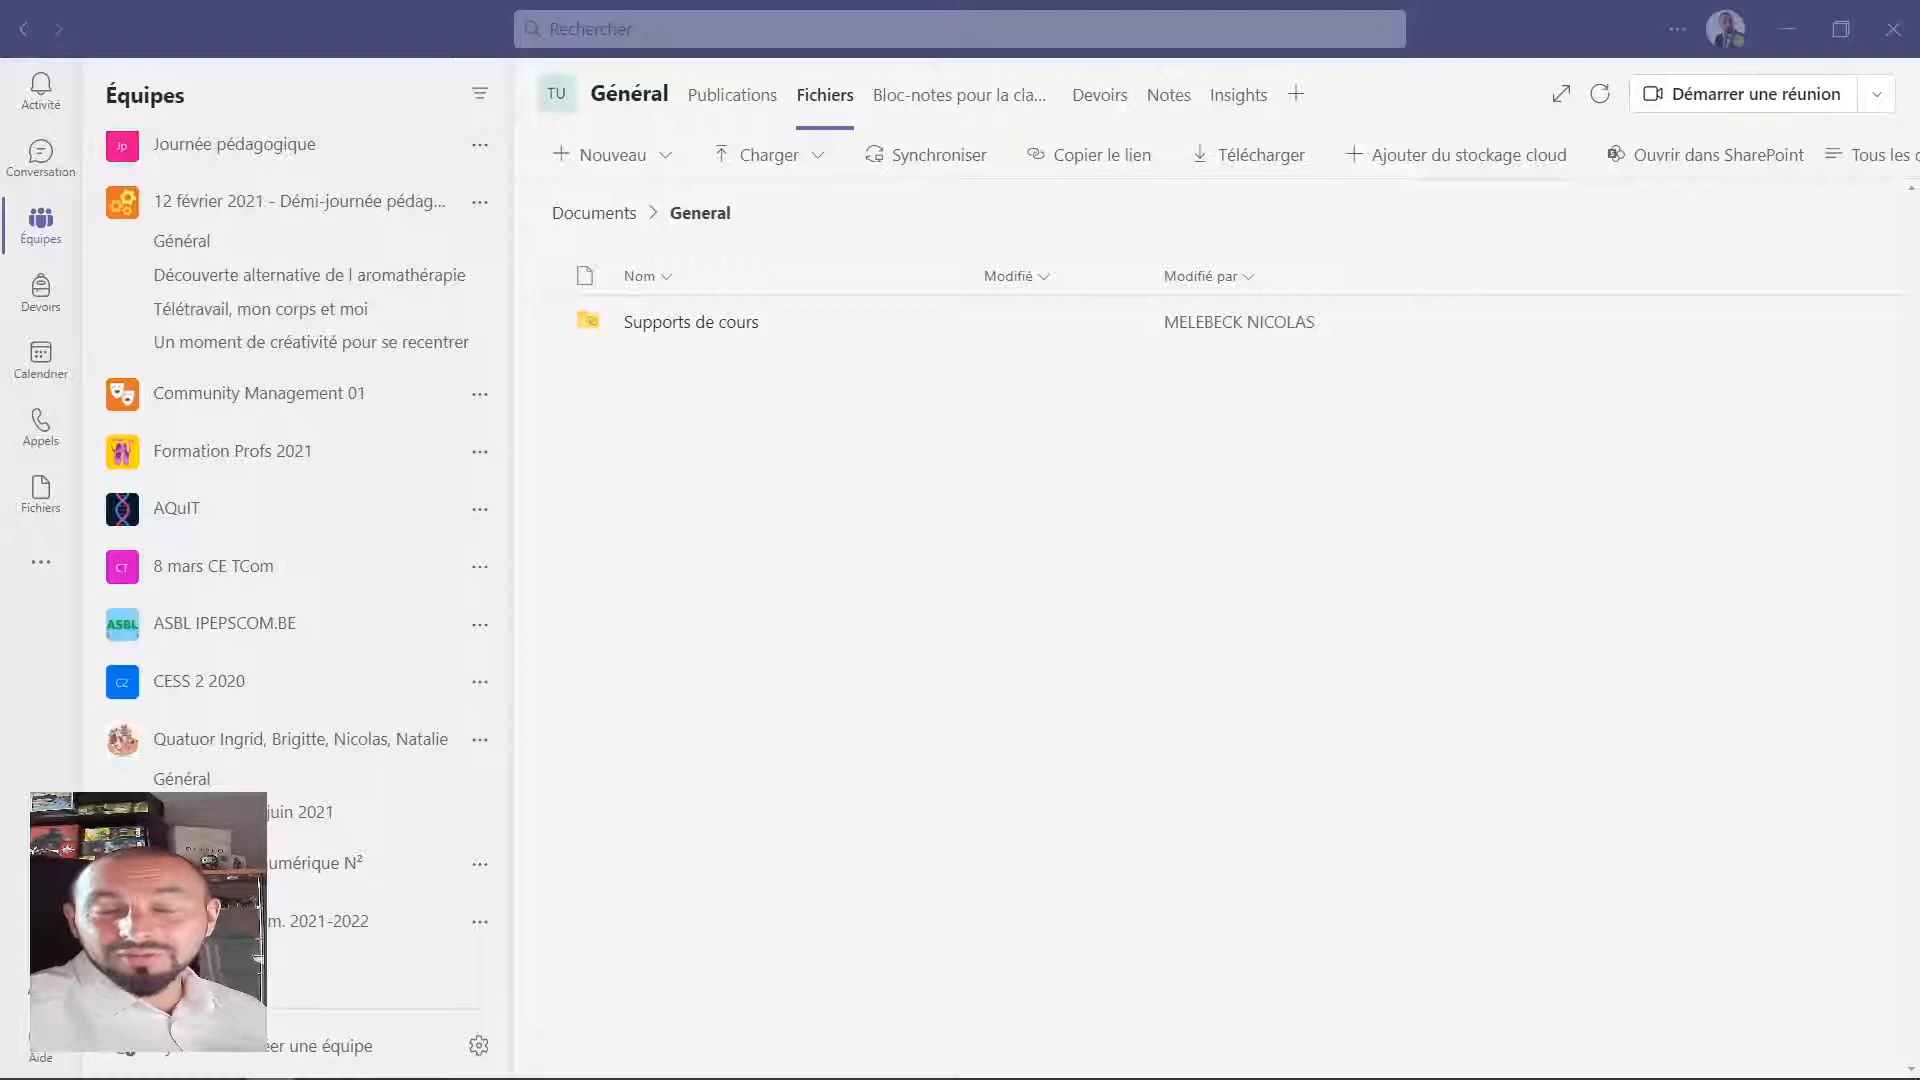 Rechercher
Activité
Conversation
Équipes
Devoirs
Calendrier
Appels
Fichiers
Aide
Équipes
Jp Journée pédagogique
12 février 2021 - Démi-journée pédag...
Général
Découverte alternative de l aromathérapie
Télétravail, mon corps et moi
Un moment de créativité pour se recentrer
Community Management 01
Formation Profs 2021
AQuIT
CT 8 mars CE TCom
ASBL ASBL IPEPSCOM.BE
C2 CESS 2 2020
Quatuor Ingrid, Brigitte, Nicolas, Natalie
Général
juin 2021
umérique N²
m. 2021-2022
er une équipe
TU Général Publications Fichiers Bloc-notes pour la cla... Devoirs Notes Insights
Démarrer une réunion
Nouveau Charger Synchroniser Copier le lien Télécharger Ajouter du stockage cloud Ouvrir dans SharePoint Tous les
Documents > General
Nom Modifié Modifié par
Supports de cours MELEBECK NICOLAS